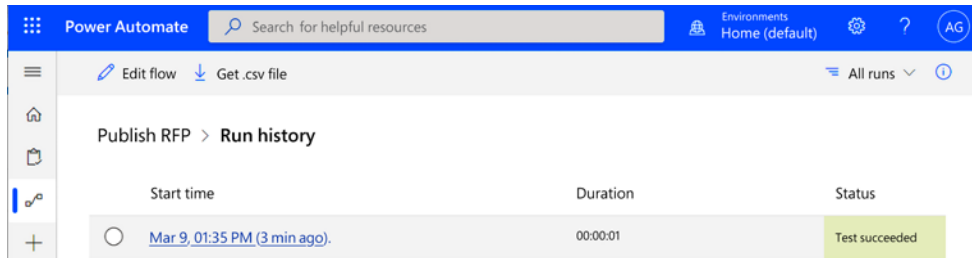 Power Automate
Search for helpful resources
Environments
Home (default)
?
AG
Edit flow
Get .csv file
All runs
Publish RFP > Run history
Start time Duration Status
Mar 9, 01:35 PM (3 min ago). 00:00:01 Test succeeded